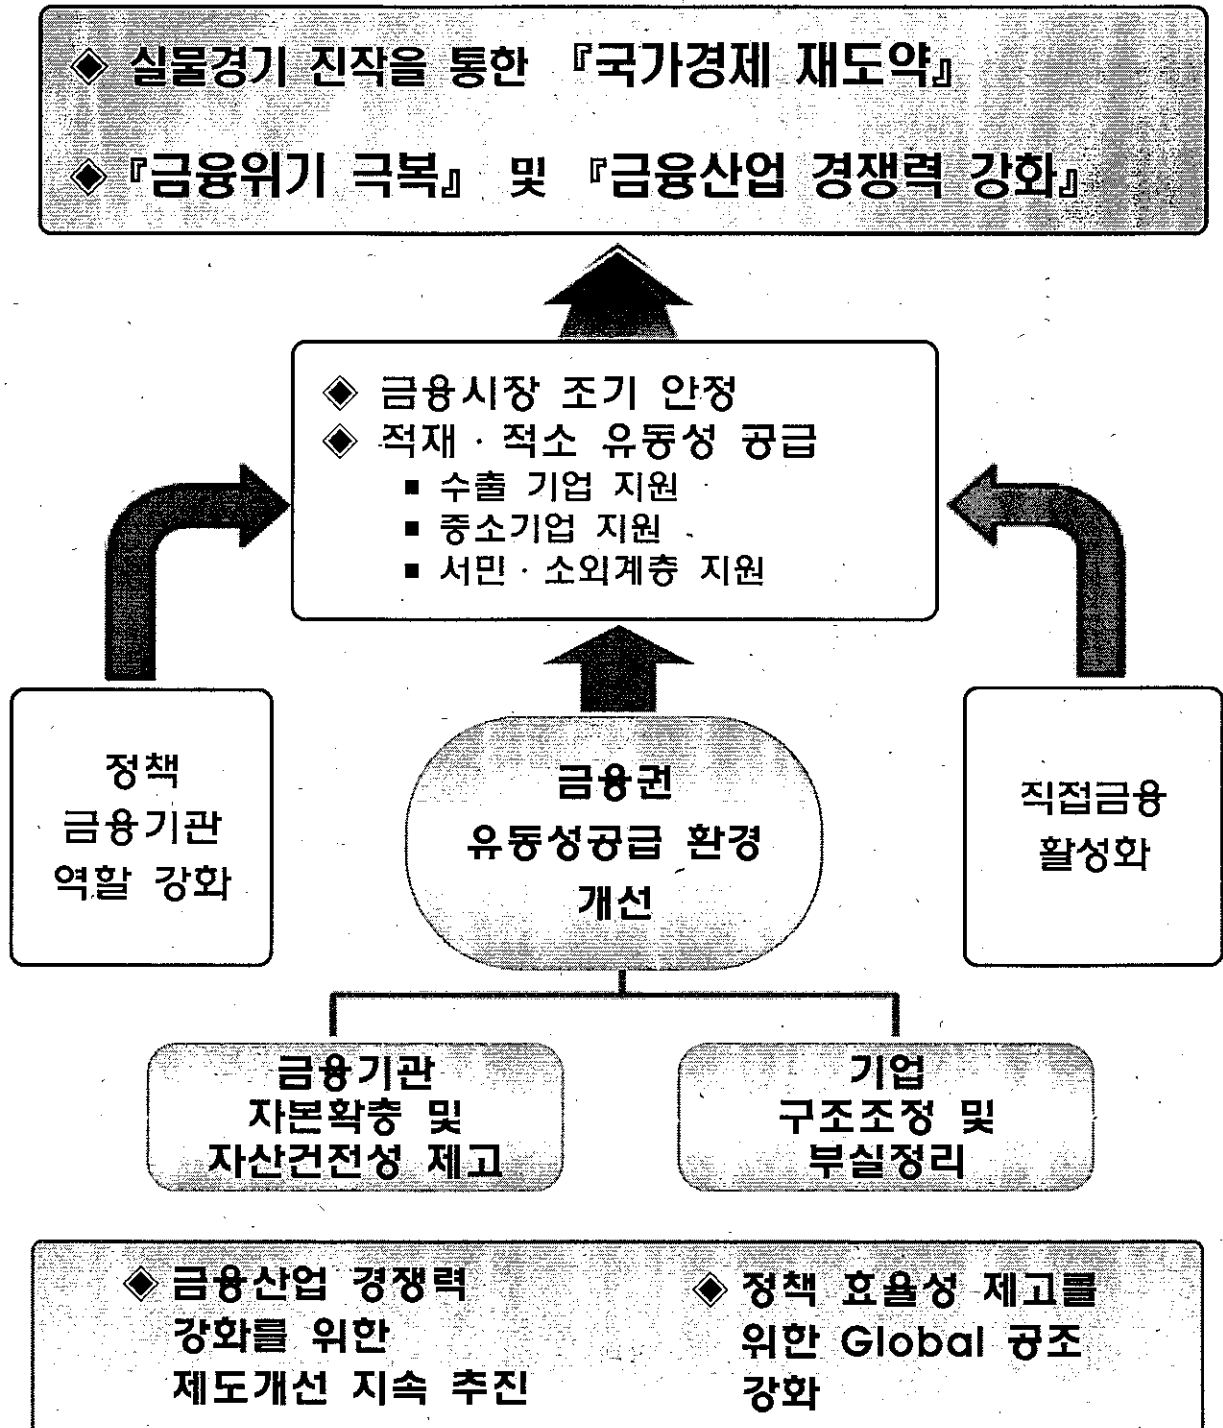 ◈ 실물경기 진작을 통한 『국가경제 재도약』
◈ 『금융위기 극복』 및 『금융산업 경쟁력 강화』
◈ 금융시장 조기 안정
◈ 적재 · 적소 유동성 공급
■ 수출 기업 지원
■ 중소기업 지원
■ 서민 · 소외계층 지원
정책
금융기관
역할 강화
금융권
유동성공급 환경
개선
직접금융
활성화
금융기관
자본확충 및
자산건전성 제고
기업
구조조정 및
부실정리
◈ 금융산업 경쟁력
강화를 위한
제도개선 지속 추진
◈ 정책 효율성 제고를
위한 Global 공조
강화